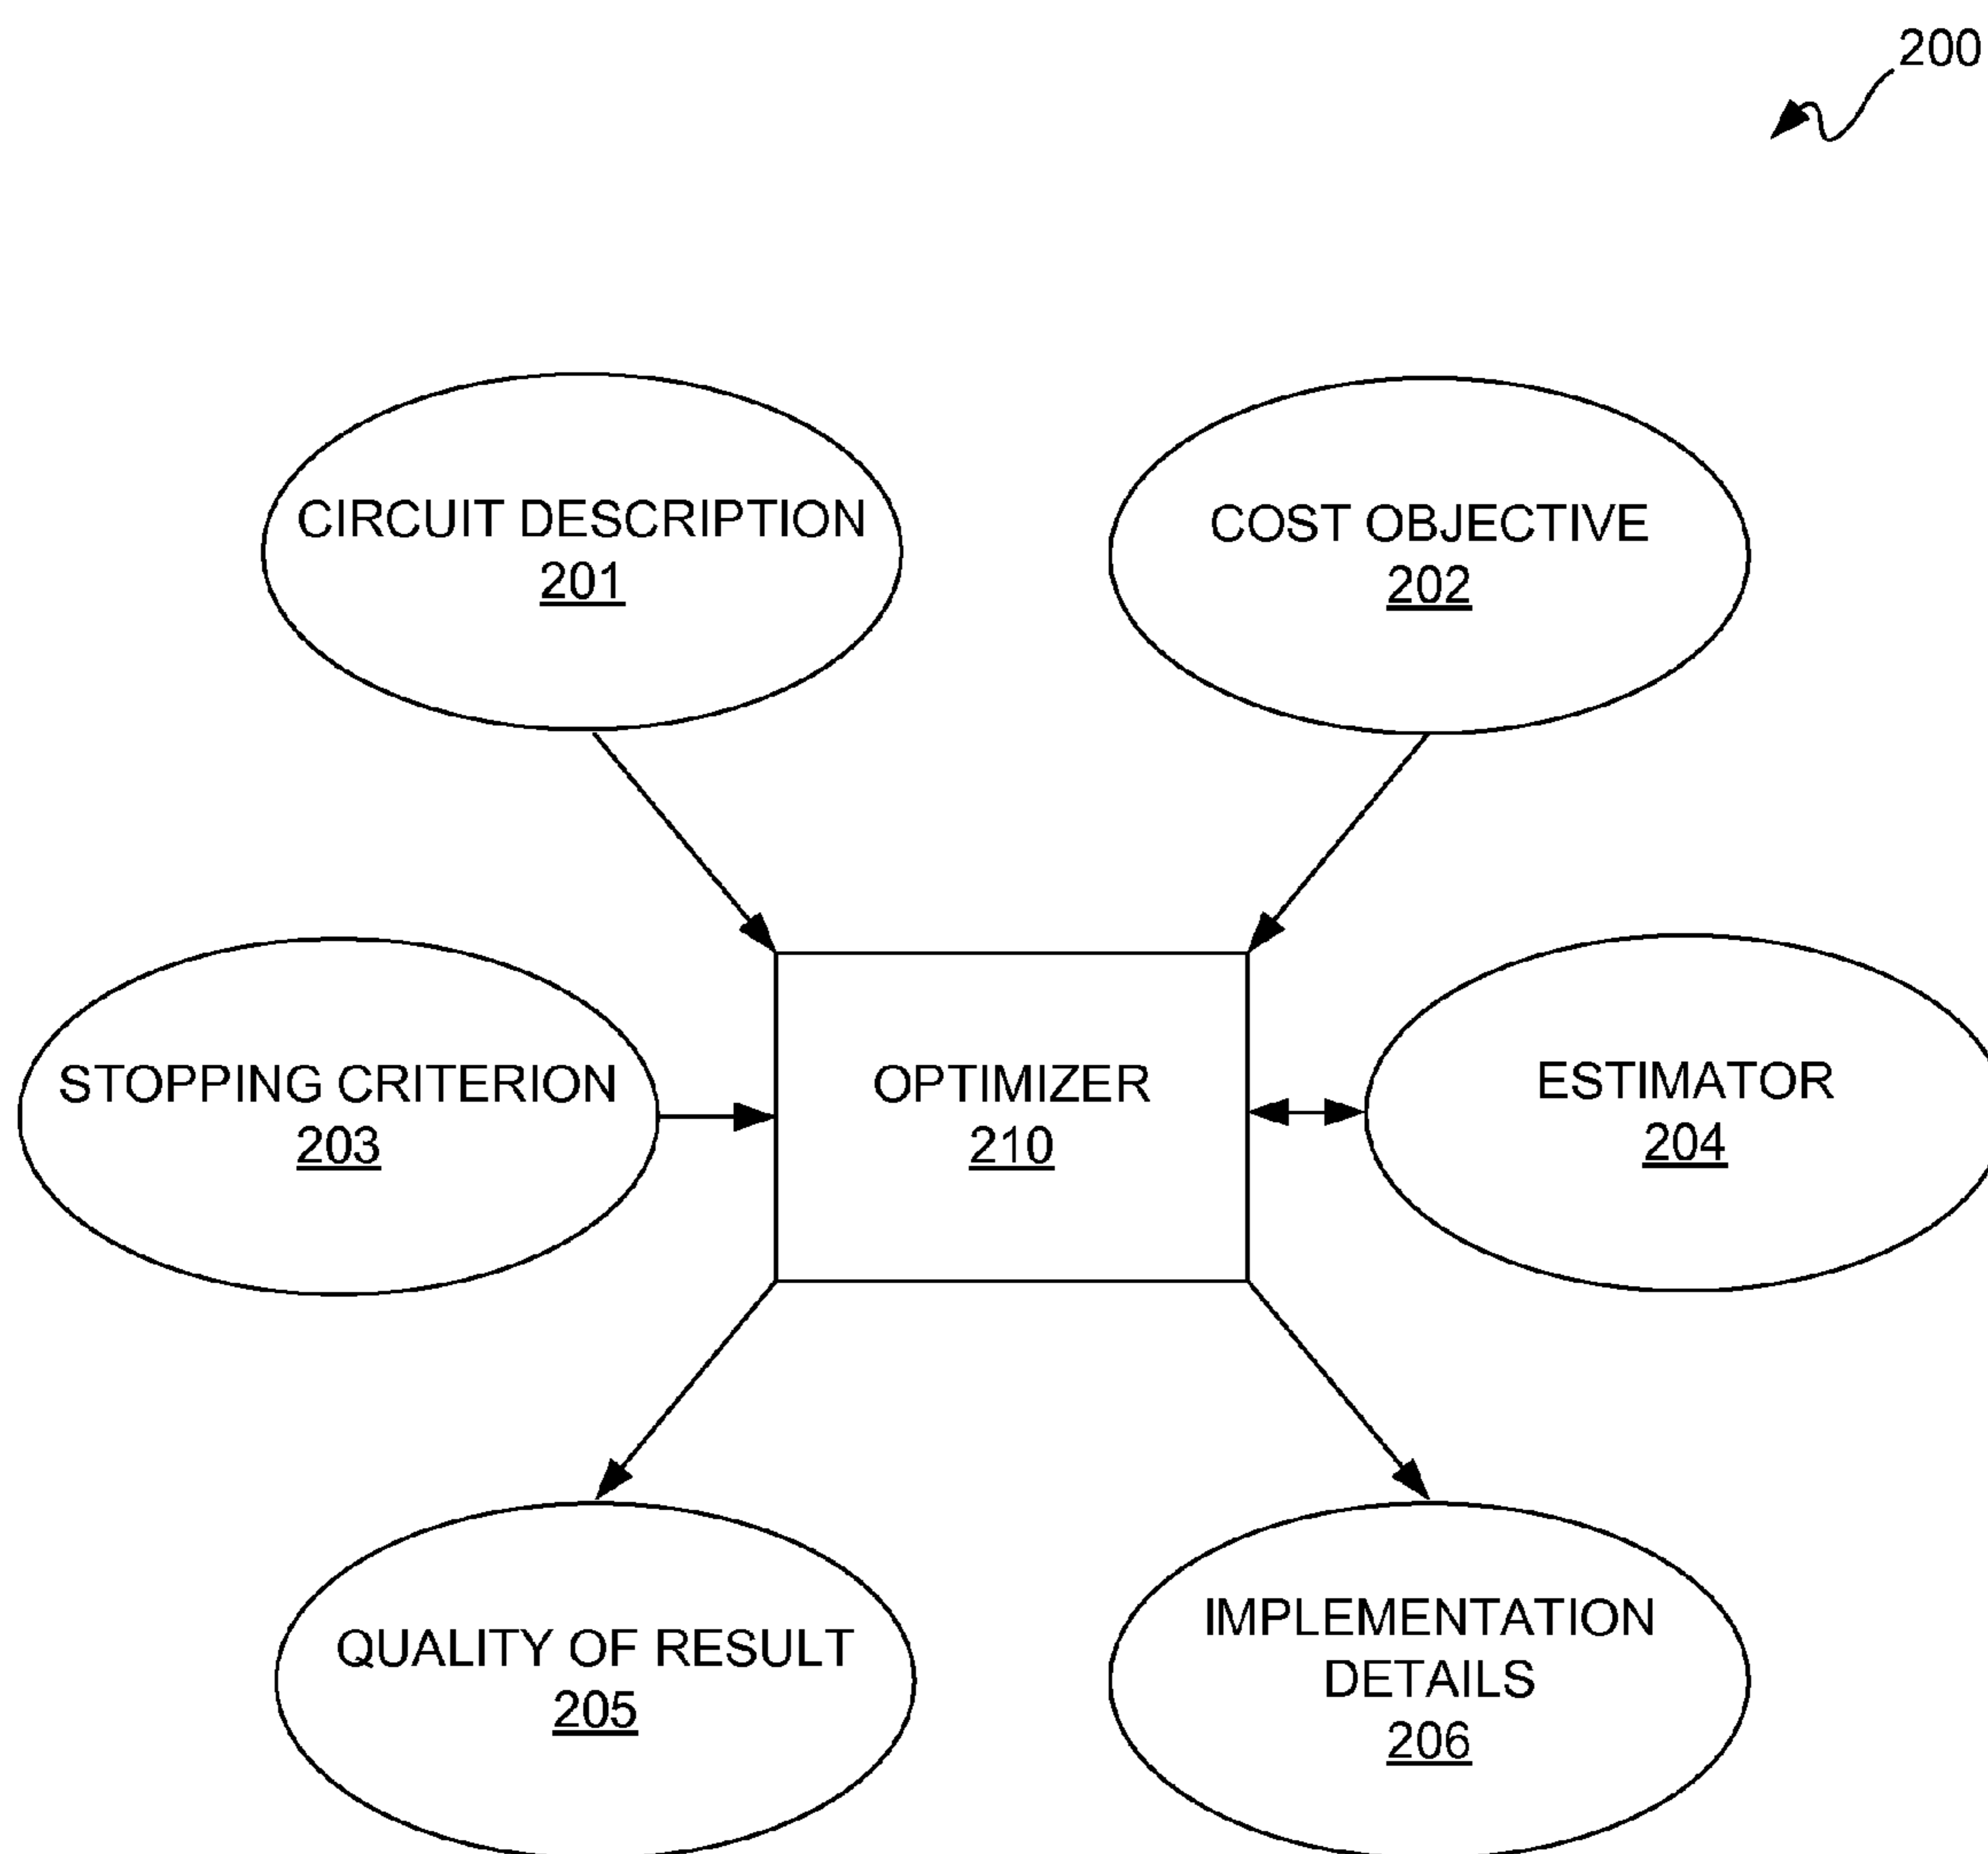 200
CIRCUIT DESCRIPTION
201
COST OBJECTIVE
202
STOPPING CRITERION
203
OPTIMIZER
210
ESTIMATOR
204
QUALITY OF RESULT
205
IMPLEMENTATION
DETAILS
206